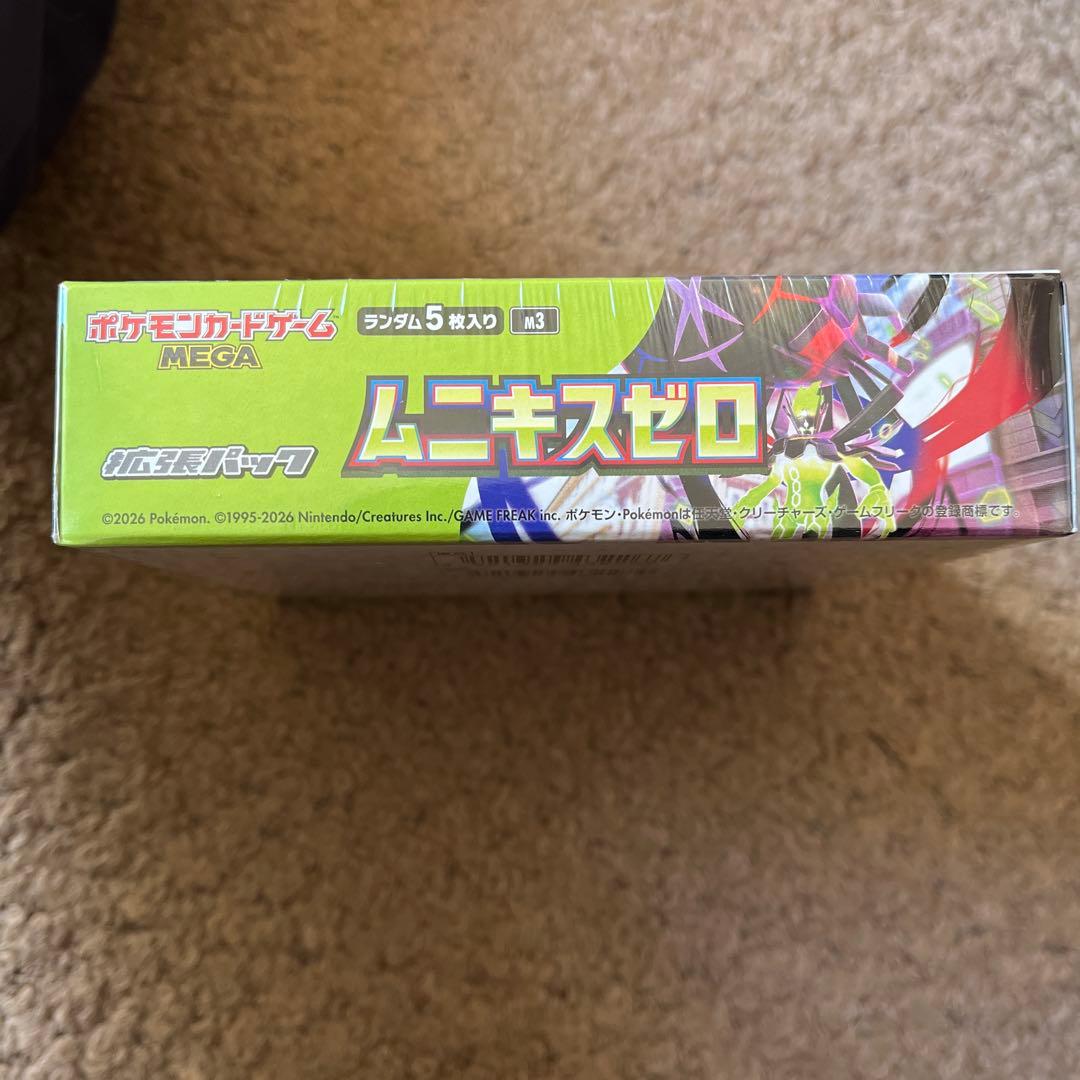 ポケモンカードゲーム
MEGA
ランダム5枚入り M3
ムニキスゼロ
拡張パック
©2026 Pokémon. ©1995-2026 Nintendo/Creatures Inc./GAME FREAK inc. ポケモン・Pokémonは任天堂・クリーチャーズ・ゲームフリークの登録商標です。